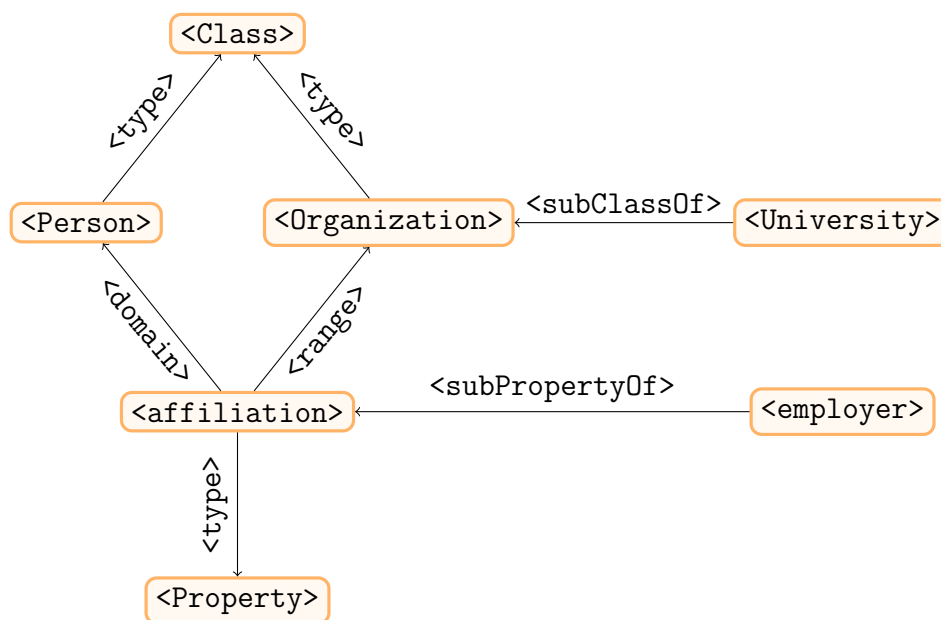 <Class>
<type>
<type>
<Person>
<Organization>
<subClassOf>
<University>
<domain>
<range>
<affiliation>
<subPropertyOf>
<employer>
<type>
<Property>